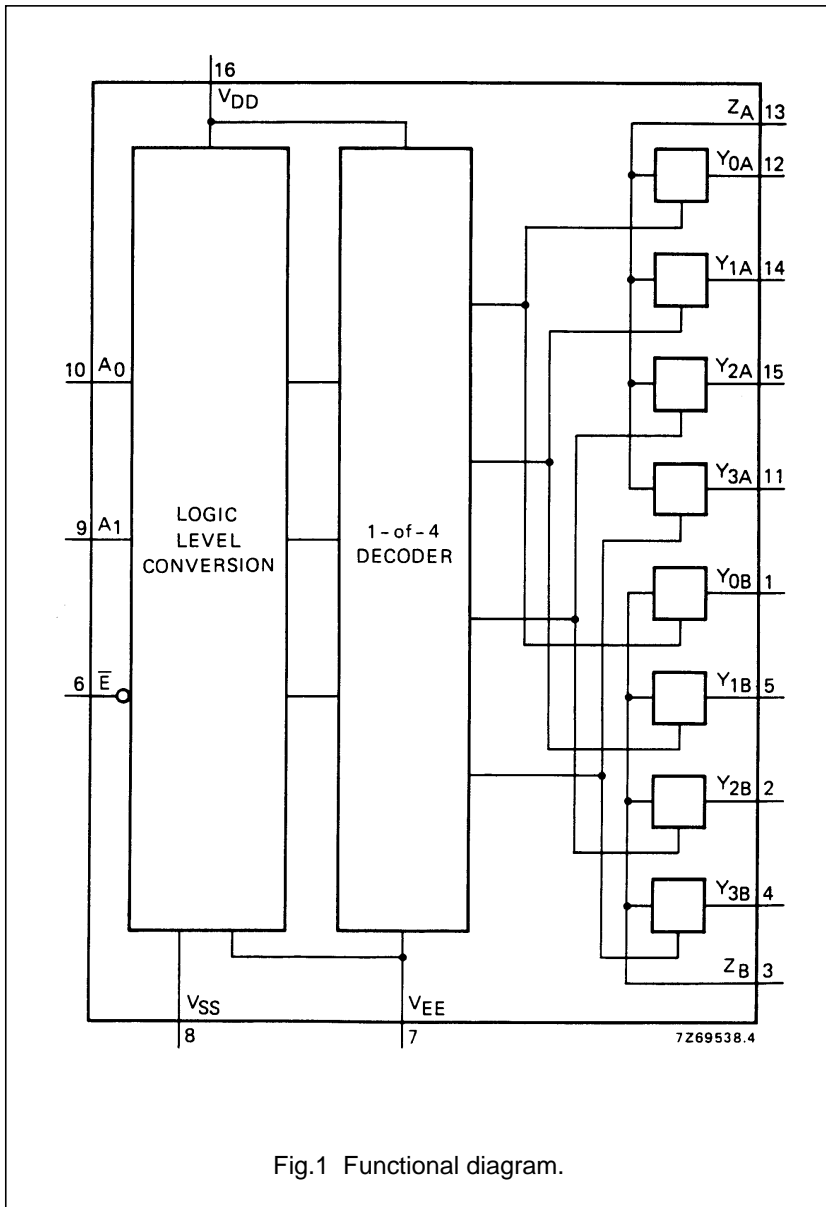 16
VDD
ZA 13
Y0A 12
Y1A 14
10 A0
Y2A 15
Y3A 11
9 A1
LOGIC
LEVEL
CONVERSION
1-of-4
DECODER
Y0B 1
6 E̅
Y1B 5
Y2B 2
Y3B 4
ZB 3
VSS
8
VEE
7
7Z69538.4
Fig.1 Functional diagram.